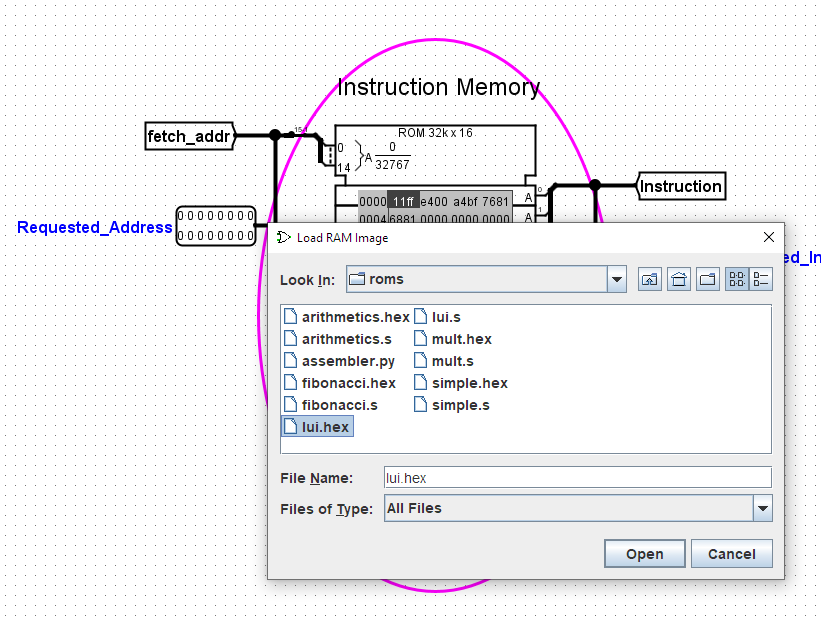 Instruction Memory
ROM 32k x 16
fetch_addr
0
14
A
0
32767
0
Instruction
0000 11ff e400 a4bf 7681
A
0004 6881 0000 0000 0000
A
1
Requested_Address
0 0 0 0 0 0 0 0
0 0 0 0 0 0 0 0
Load RAM Image
ed_In
Look In: roms
arithmetics.hex
arithmetics.s
assembler.py
fibonacci.hex
fibonacci.s
lui.hex
lui.s
mult.hex
mult.s
simple.hex
simple.s
File Name: lui.hex
Files of Type: All Files
Open Cancel